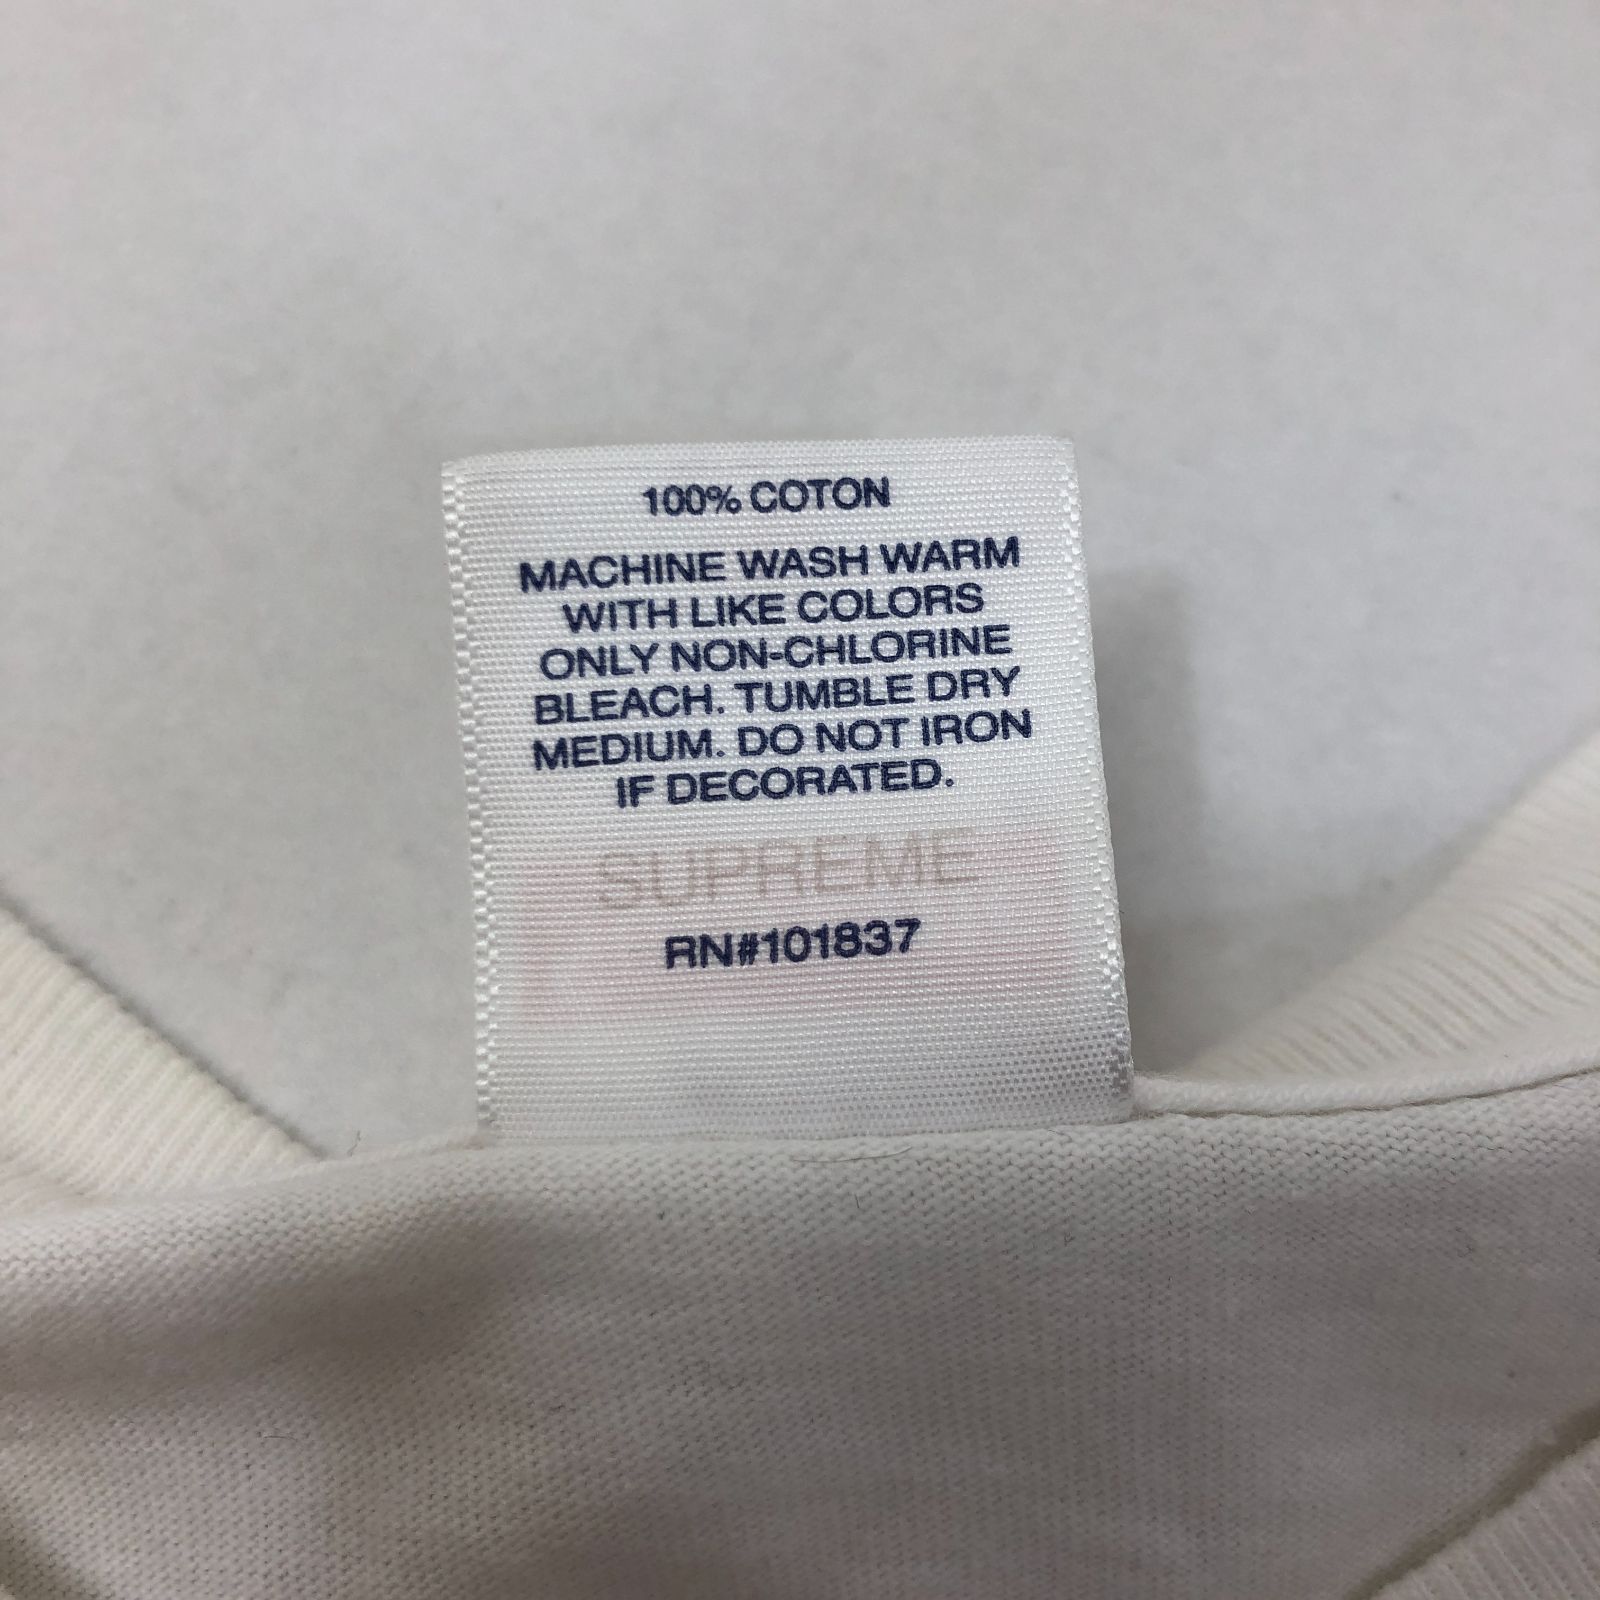 100% COTON
MACHINE WASH WARM
WITH LIKE COLORS
ONLY NON-CHLORINE
BLEACH. TUMBLE DRY
MEDIUM. DO NOT IRON
IF DECORATED.
SUPREME
RN#101837